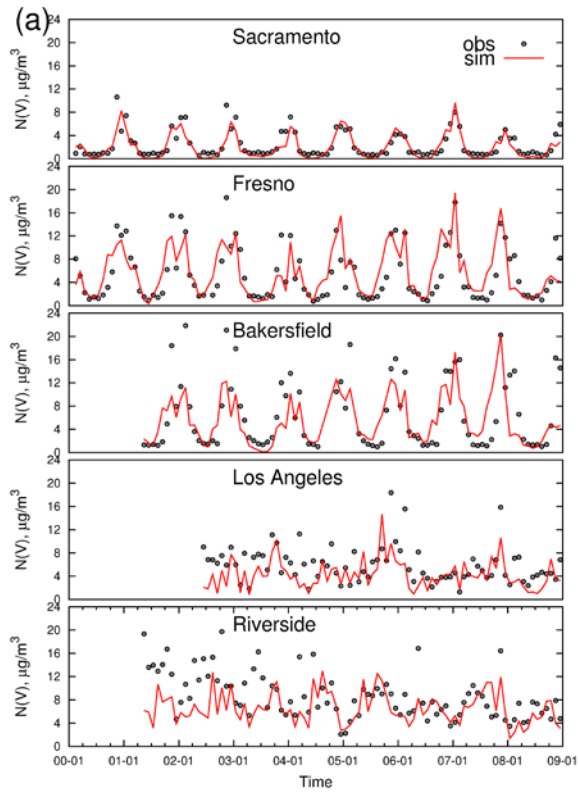 (a)
Sacramento
obs
sim
N(V), μg/m³
24
20
16
12
8
4
0
Fresno
N(V), μg/m³
24
20
16
12
8
4
0
Bakersfield
N(V), μg/m³
24
20
16
12
8
4
0
Los Angeles
N(V), μg/m³
24
20
16
12
8
4
0
Riverside
N(V), μg/m³
24
20
16
12
8
4
0
00-01 01-01 02-01 03-01 04-01 05-01 06-01 07-01 08-01 09-01
Time